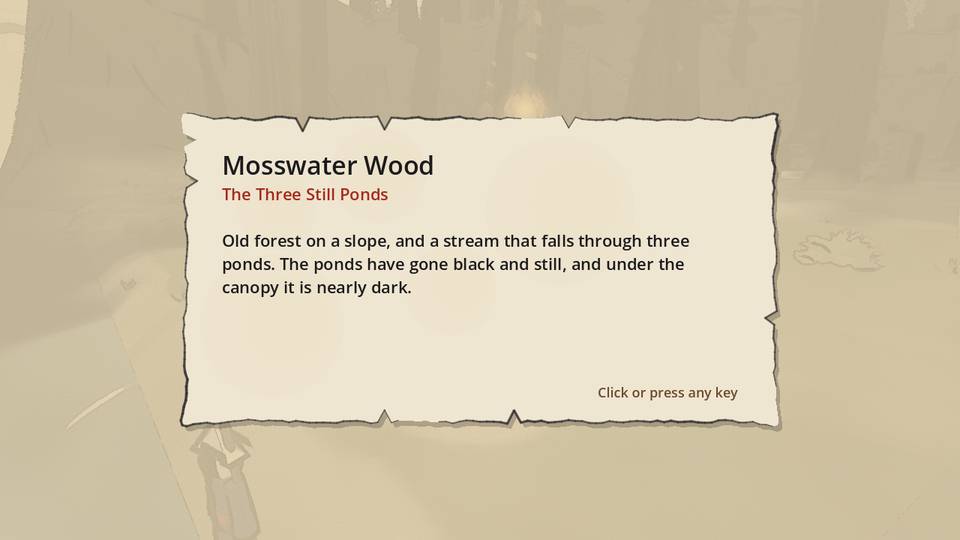 Mosswater Wood
The Three Still Ponds
Old forest on a slope, and a stream that falls through three
ponds. The ponds have gone black and still, and under the
canopy it is nearly dark.
Click or press any key